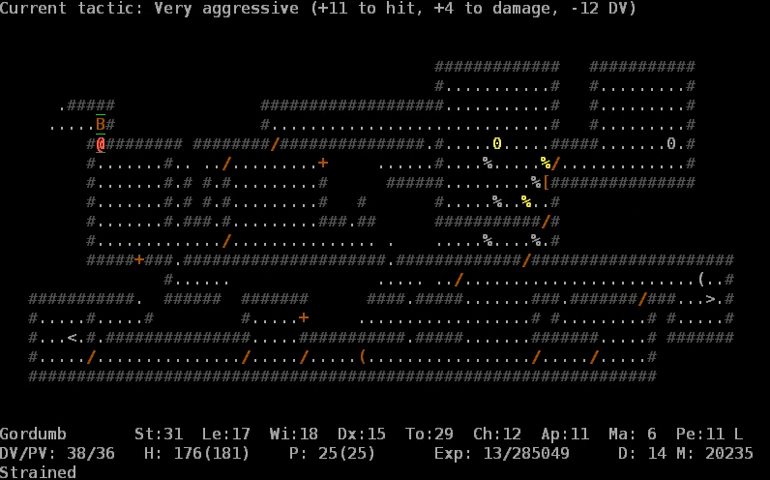 Current tactic: Very aggressive (+11 to hit, +4 to damage, -12 DV)
Gordumb St:31 Le:17 Wi:18 Dx:15 To:29 Ch:12 Ap:11 Ma: 6 Pe:11 L
DV/PV: 38/36 H: 176(181) P: 25(25) Exp: 13/285049 D: 14 M: 20235
Strained